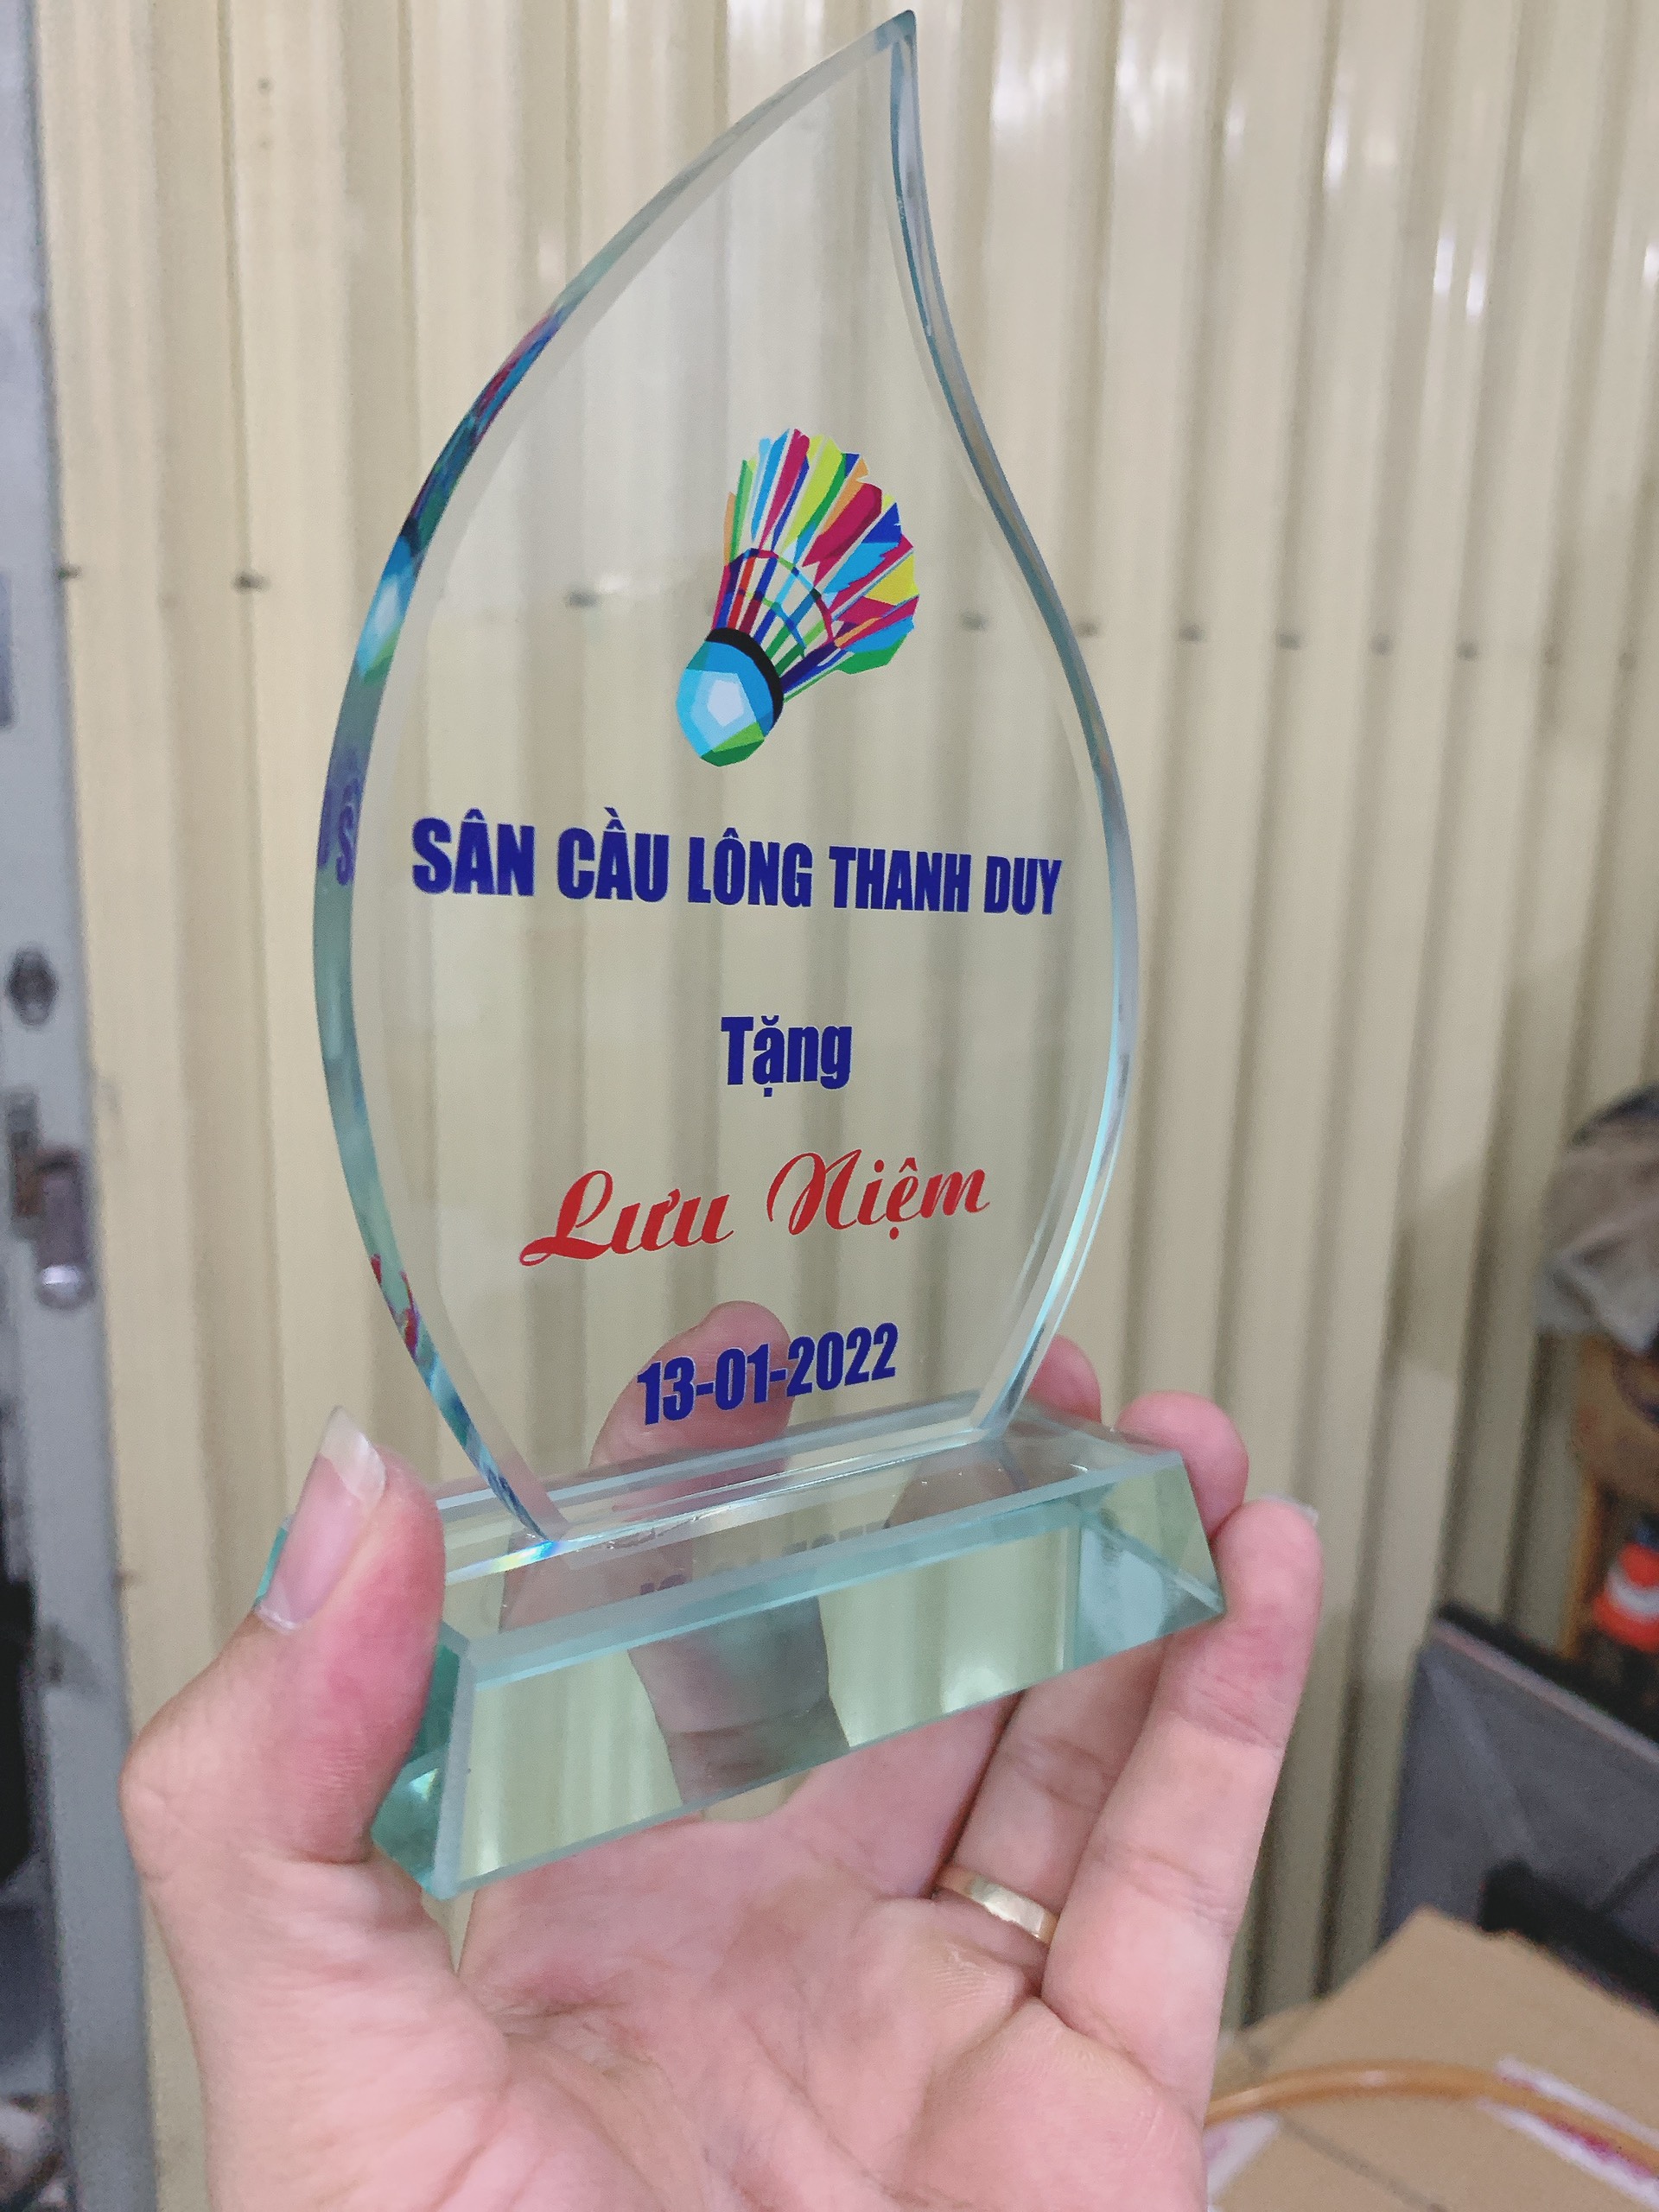 SÂN CẦU LÔNG THANH DUY
Tặng
Lưu Niệm
13-01-2022